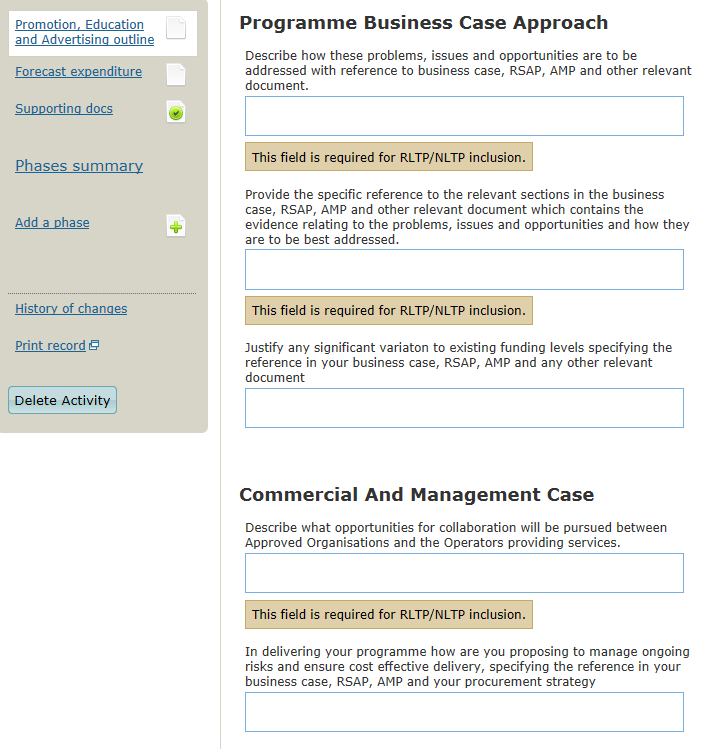 Promotion, Education
and Advertising outline
Forecast expenditure
Supporting docs
Phases summary
Add a phase
History of changes
Print record
Delete Activity
Programme Business Case Approach
Describe how these problems, issues and opportunities are to be
addressed with reference to business case, RSAP, AMP and other relevant
document.
This field is required for RLTP/NLTP inclusion.
Provide the specific reference to the relevant sections in the business
case, RSAP, AMP and other relevant document which contains the
evidence relating to the problems, issues and opportunities and how they
are to be best addressed.
This field is required for RLTP/NLTP inclusion.
Justify any significant variaton to existing funding levels specifying the
reference in your business case, RSAP, AMP and any other relevant
document
Commercial And Management Case
Describe what opportunities for collaboration will be pursued between
Approved Organisations and the Operators providing services.
This field is required for RLTP/NLTP inclusion.
In delivering your programme how are you proposing to manage ongoing
risks and ensure cost effective delivery, specifying the reference in your
business case, RSAP, AMP and your procurement strategy